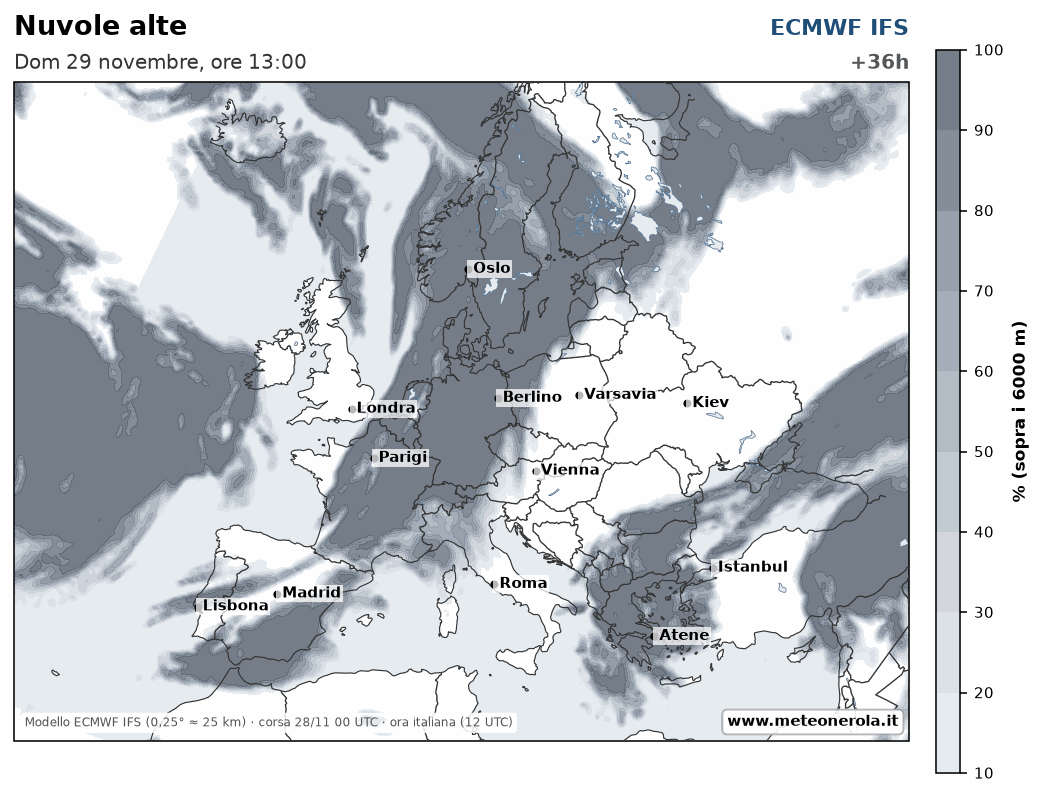 Nuvole alte
ECMWF IFS
Dom 29 novembre, ore 13:00
+36h
100
90
80
70
60
50
40
30
20
10
% (sopra i 6000 m)
Oslo
Londra
Berlino
Varsavia
Kiev
Parigi
Vienna
Roma
Istanbul
Madrid
Lisbona
Atene
Modello ECMWF IFS (0,25° ≈ 25 km) · corsa 28/11 00 UTC · ora italiana (12 UTC)
www.meteonerola.it